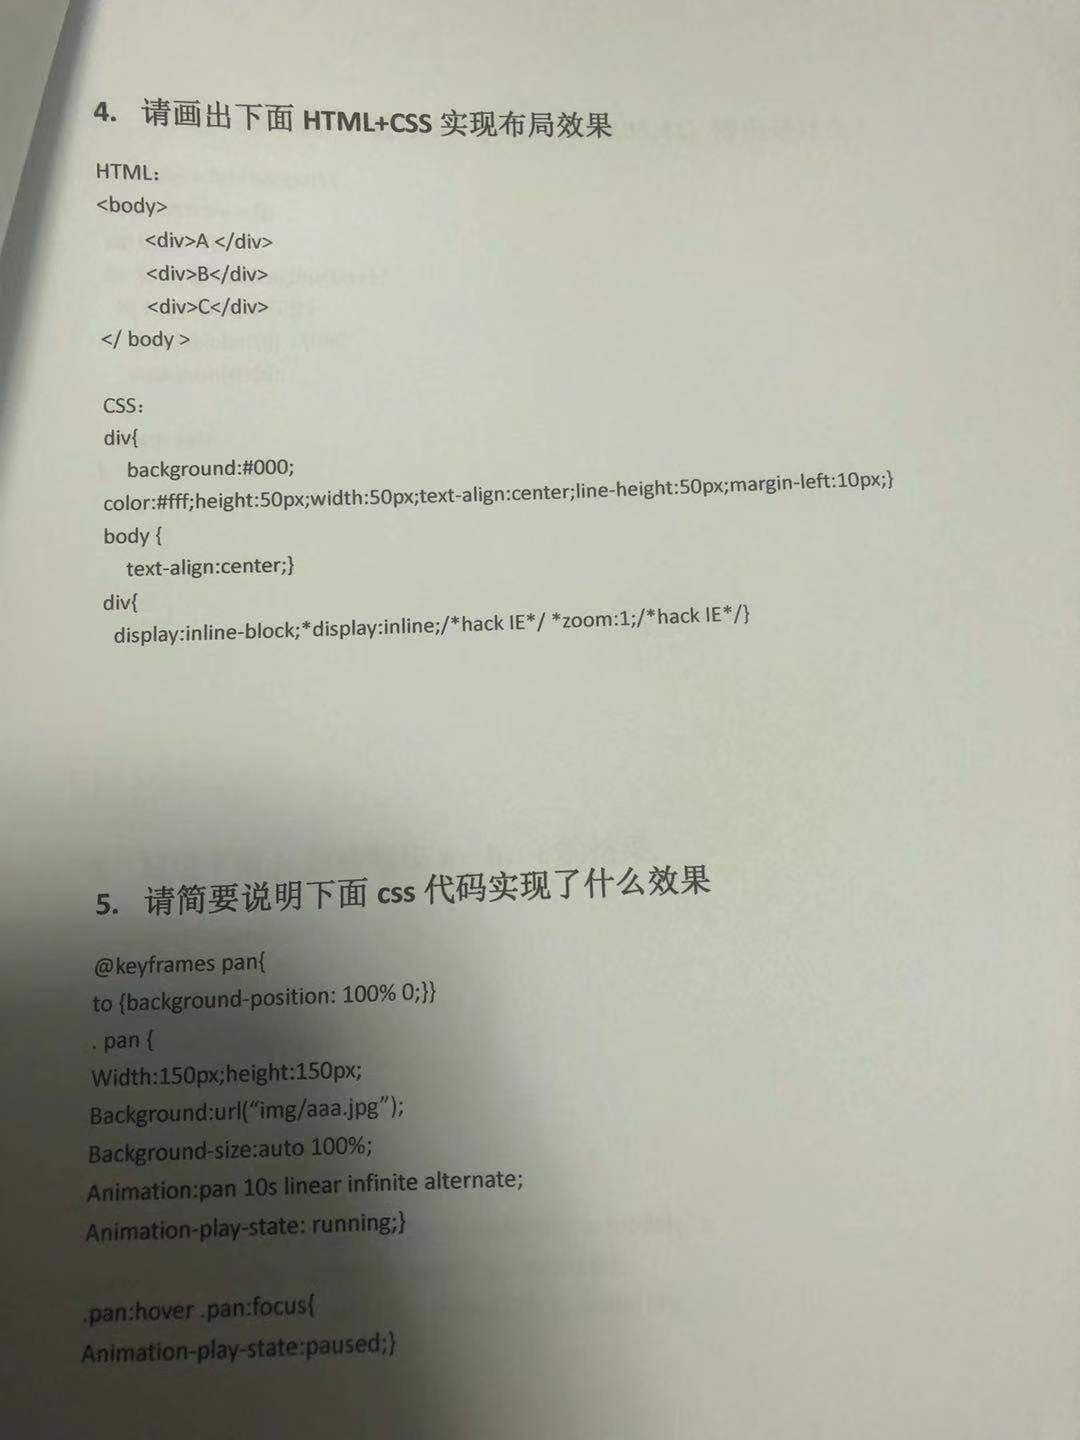 4. 请画出下面 HTML+CSS 实现布局效果
HTML：
<body>
<div>A </div>
<div>B</div>
<div>C</div>
</ body >
CSS：
div{
background:#000;
color:#fff;height:50px;width:50px;text-align:center;line-height:50px;margin-left:10px;}
body {
text-align:center;}
div{
display:inline-block;*display:inline;/*hack IE*/ *zoom:1;/*hack IE*/}
5. 请简要说明下面 css 代码实现了什么效果
@keyframes pan{
to {background-position: 100% 0;}}
. pan {
Width:150px;height:150px;
Background:url(“img/aaa.jpg”);
Background-size:auto 100%;
Animation:pan 10s linear infinite alternate;
Animation-play-state: running;}
.pan:hover .pan:focus{
Animation-play-state:paused;}